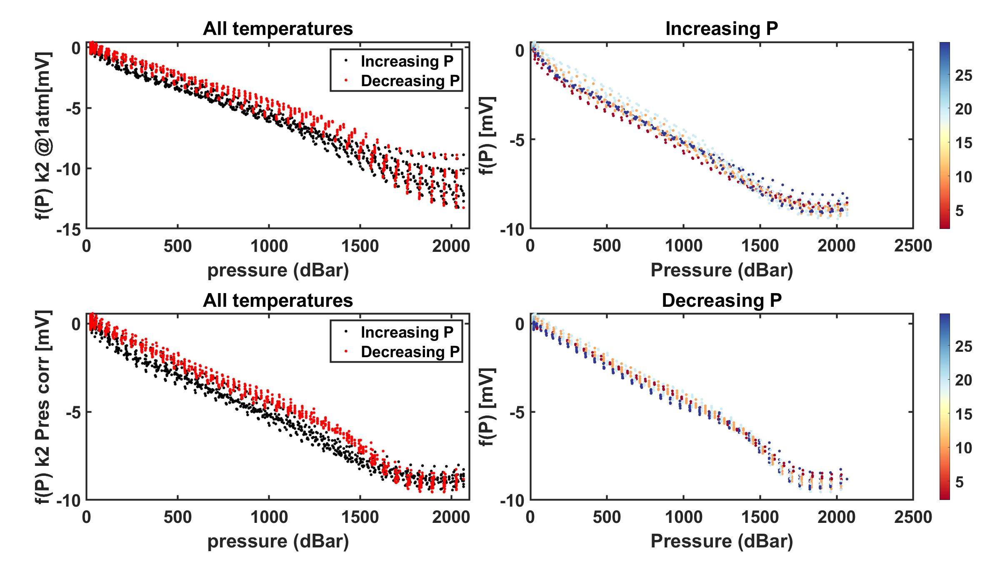 All temperatures
f(P) k2 @1atm[mV]
0
-5
-10
-15
Increasing P
Decreasing P
0
500
1000
1500
2000
pressure (dBar)
Increasing P
f(P) [mV]
0
-5
-10
0
500
1000
1500
2000
2500
Pressure (dBar)
25
20
15
10
5
All temperatures
f(P) k2 Pres corr [mV]
0
-5
-10
Increasing P
Decreasing P
0
500
1000
1500
2000
pressure (dBar)
Decreasing P
f(P) [mV]
0
-5
-10
0
500
1000
1500
2000
2500
Pressure (dBar)
25
20
15
10
5